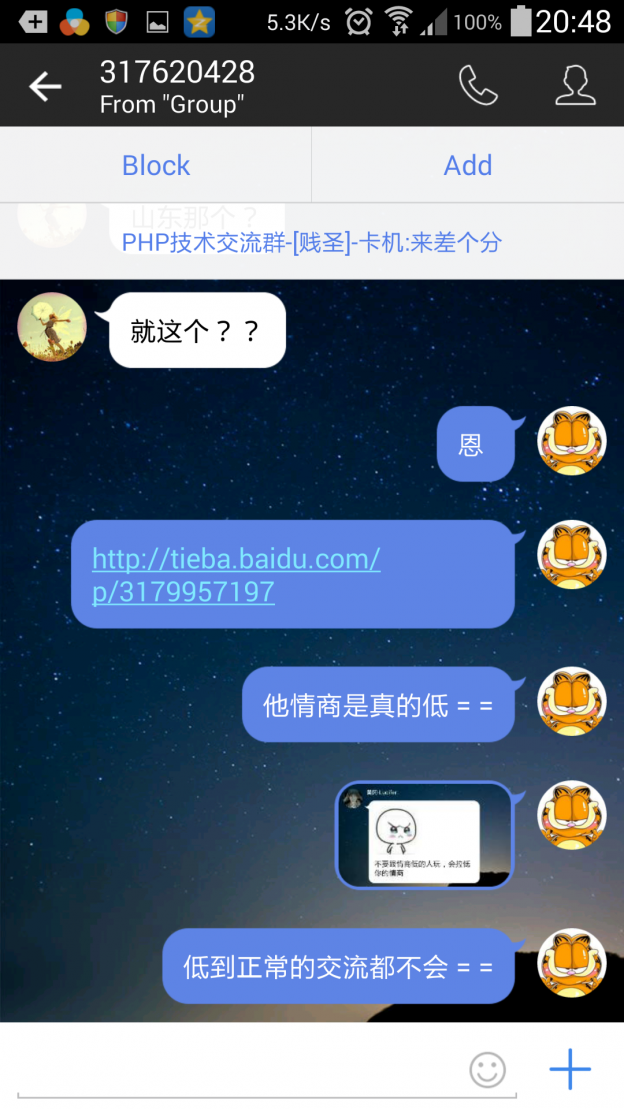 5.3K/s
100%
20:48
317620428
From "Group"
Block
Add
山东那个？
PHP技术交流群-[贱圣]-卡机:来差个分
就这个？？
恩
http://tieba.baidu.com/
p/3179957197
他情商是真的低 = =
不要跟情商低的人玩，会拉低
你的情商
低到正常的交流都不会 = =